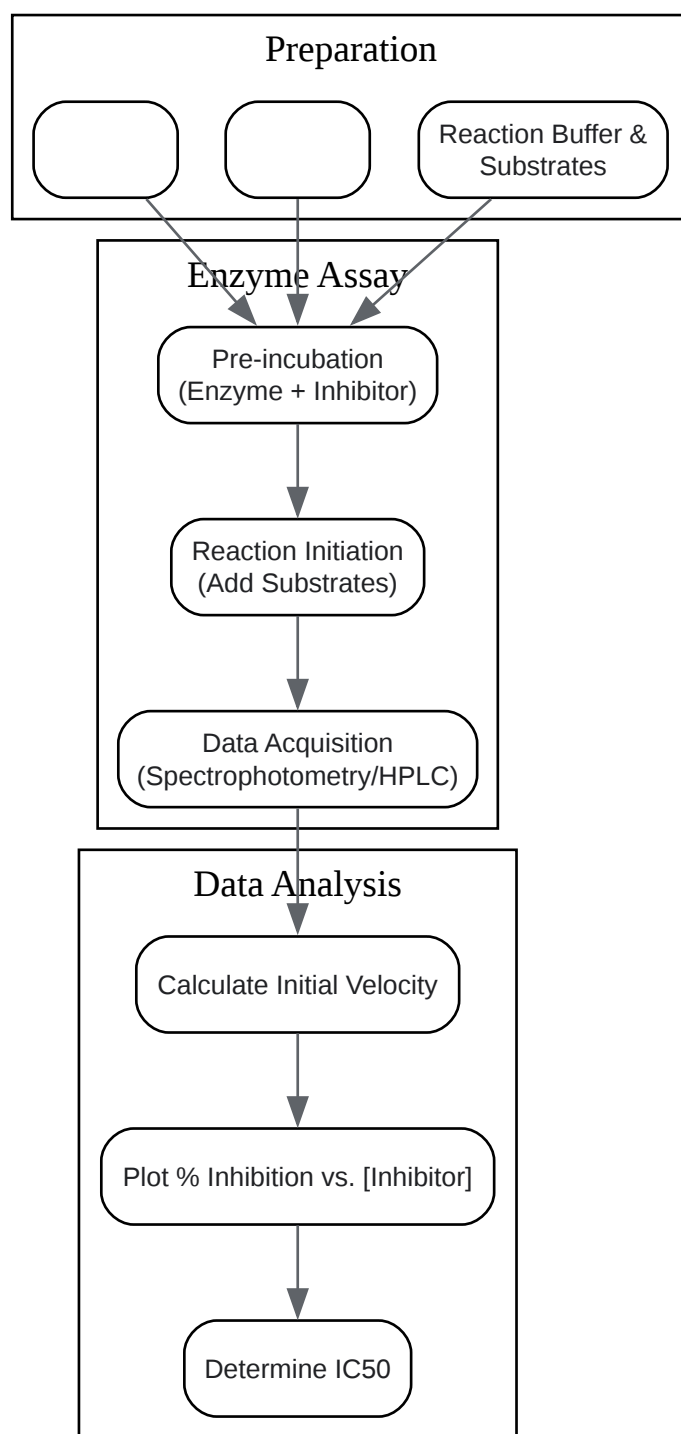 Preparation
Reaction Buffer &
Substrates
Enzyme Assay
Pre-incubation
(Enzyme + Inhibitor)
Reaction Initiation
(Add Substrates)
Data Acquisition
(Spectrophotometry/HPLC)
Data Analysis
Calculate Initial Velocity
Plot % Inhibition vs. [Inhibitor]
Determine IC50